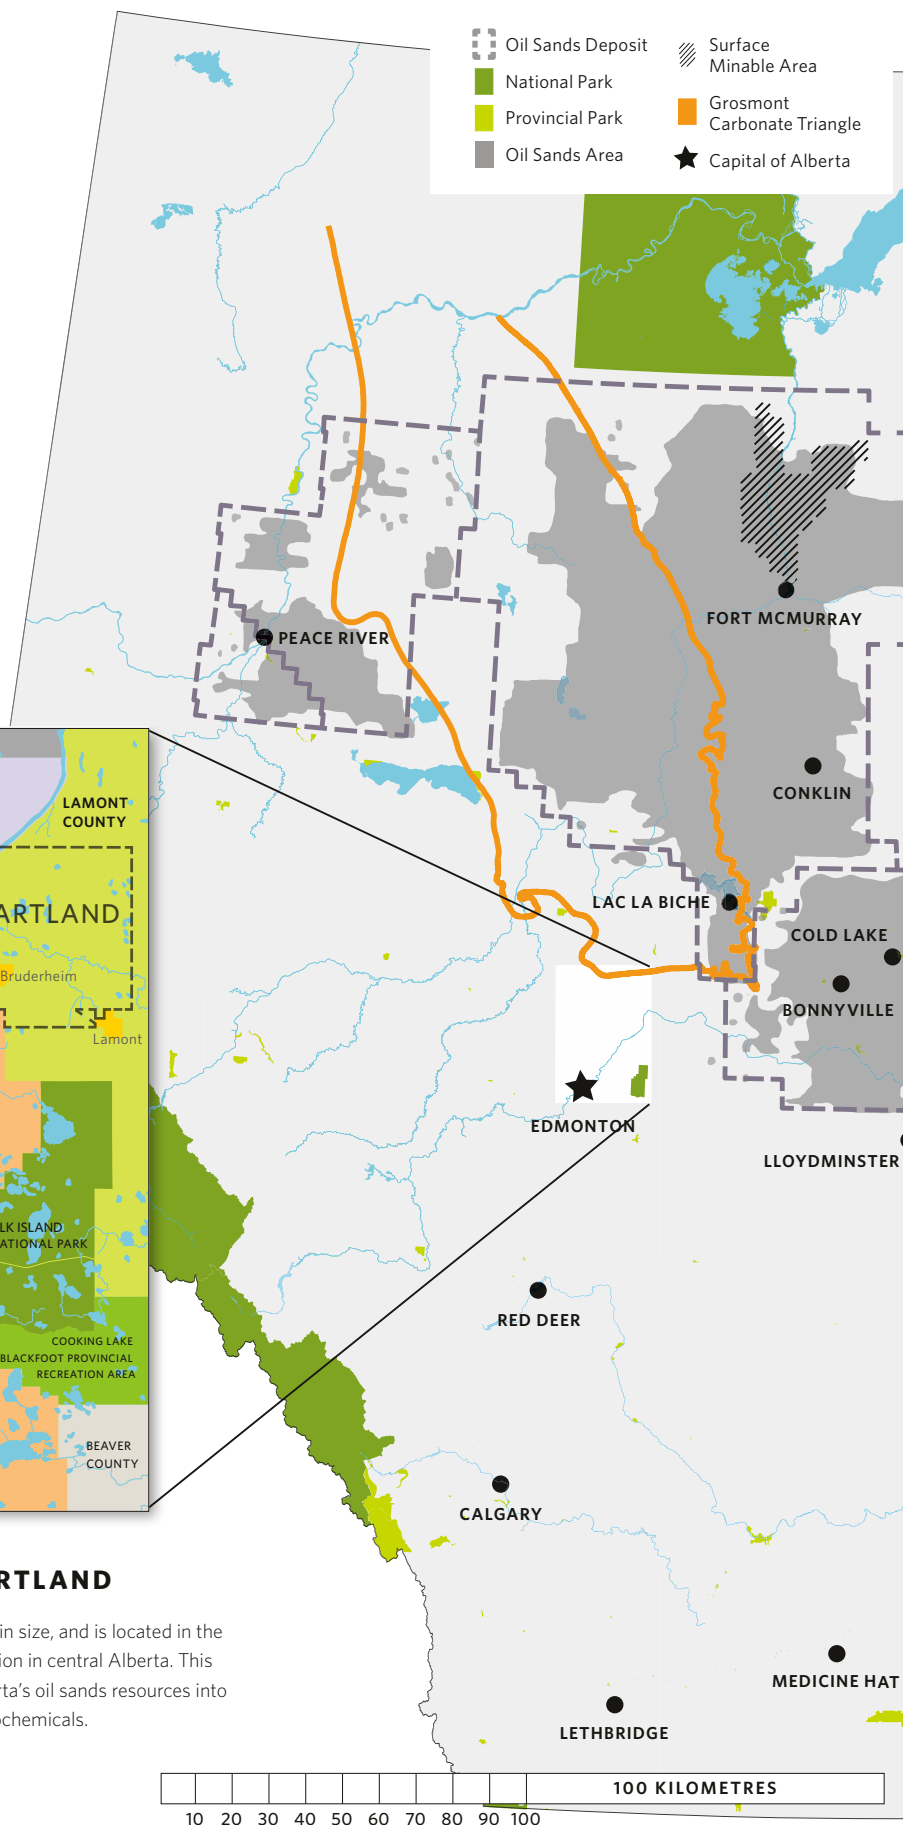 Oil Sands Deposit
National Park
Provincial Park
Oil Sands Area
Surface
Minable Area
Grosmont
Carbonate Triangle
Capital of Alberta
FORT MCMURRAY
PEACE RIVER
CONKLIN
LAC LA BICHE
COLD LAKE
BONNYVILLE
EDMONTON
LLOYDMINSTER
RED DEER
CALGARY
MEDICINE HAT
LETHBRIDGE
LAMONT
COUNTY
ARTLAND
Bruderheim
Lamont
LK ISLAND
ATIONAL PARK
COOKING LAKE
BLACKFOOT PROVINCIAL
RECREATION AREA
BEAVER
COUNTY
RTLAND
in size, and is located in the
ion in central Alberta. This
rta's oil sands resources into
ochemicals.
100 KILOMETRES
10 20 30 40 50 60 70 80 90 100